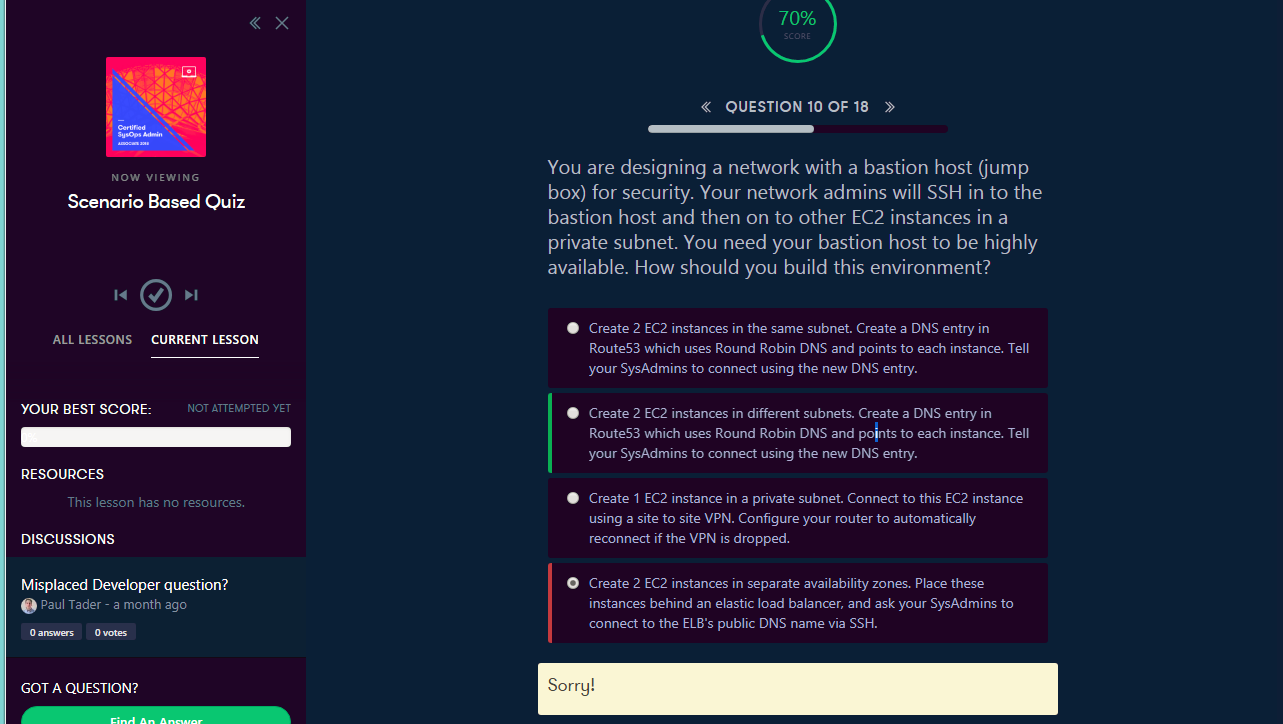 Certified
SysOps Admin
ASSOCIATE 2018
NOW VIEWING
Scenario Based Quiz
ALL LESSONS
CURRENT LESSON
YOUR BEST SCORE:
NOT ATTEMPTED YET
RESOURCES
This lesson has no resources.
DISCUSSIONS
Misplaced Developer question?
Paul Tader - a month ago
0 answers
0 votes
GOT A QUESTION?
Find An Answer
70%
SCORE
« QUESTION 10 OF 18 »
You are designing a network with a bastion host (jump
box) for security. Your network admins will SSH in to the
bastion host and then on to other EC2 instances in a
private subnet. You need your bastion host to be highly
available. How should you build this environment?
Create 2 EC2 instances in the same subnet. Create a DNS entry in
Route53 which uses Round Robin DNS and points to each instance. Tell
your SysAdmins to connect using the new DNS entry.
Create 2 EC2 instances in different subnets. Create a DNS entry in
Route53 which uses Round Robin DNS and points to each instance. Tell
your SysAdmins to connect using the new DNS entry.
Create 1 EC2 instance in a private subnet. Connect to this EC2 instance
using a site to site VPN. Configure your router to automatically
reconnect if the VPN is dropped.
Create 2 EC2 instances in separate availability zones. Place these
instances behind an elastic load balancer, and ask your SysAdmins to
connect to the ELB's public DNS name via SSH.
Sorry!